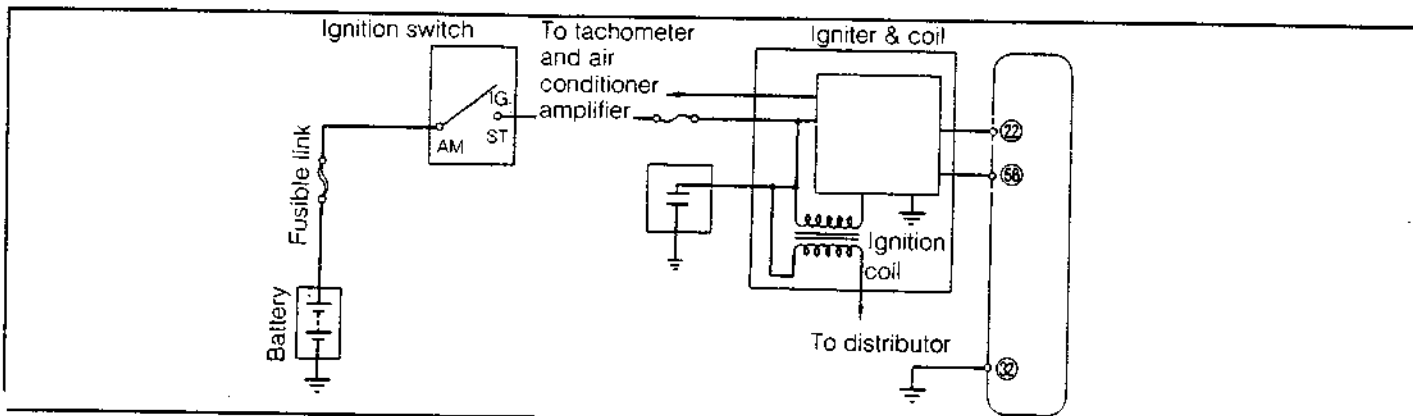 Ignition switch
To tachometer
and air
conditioner
amplifier
Igniter & coil
IG.
ST
AM
Fusible link
Battery
Ignition
coil
To distributor
22
56
32